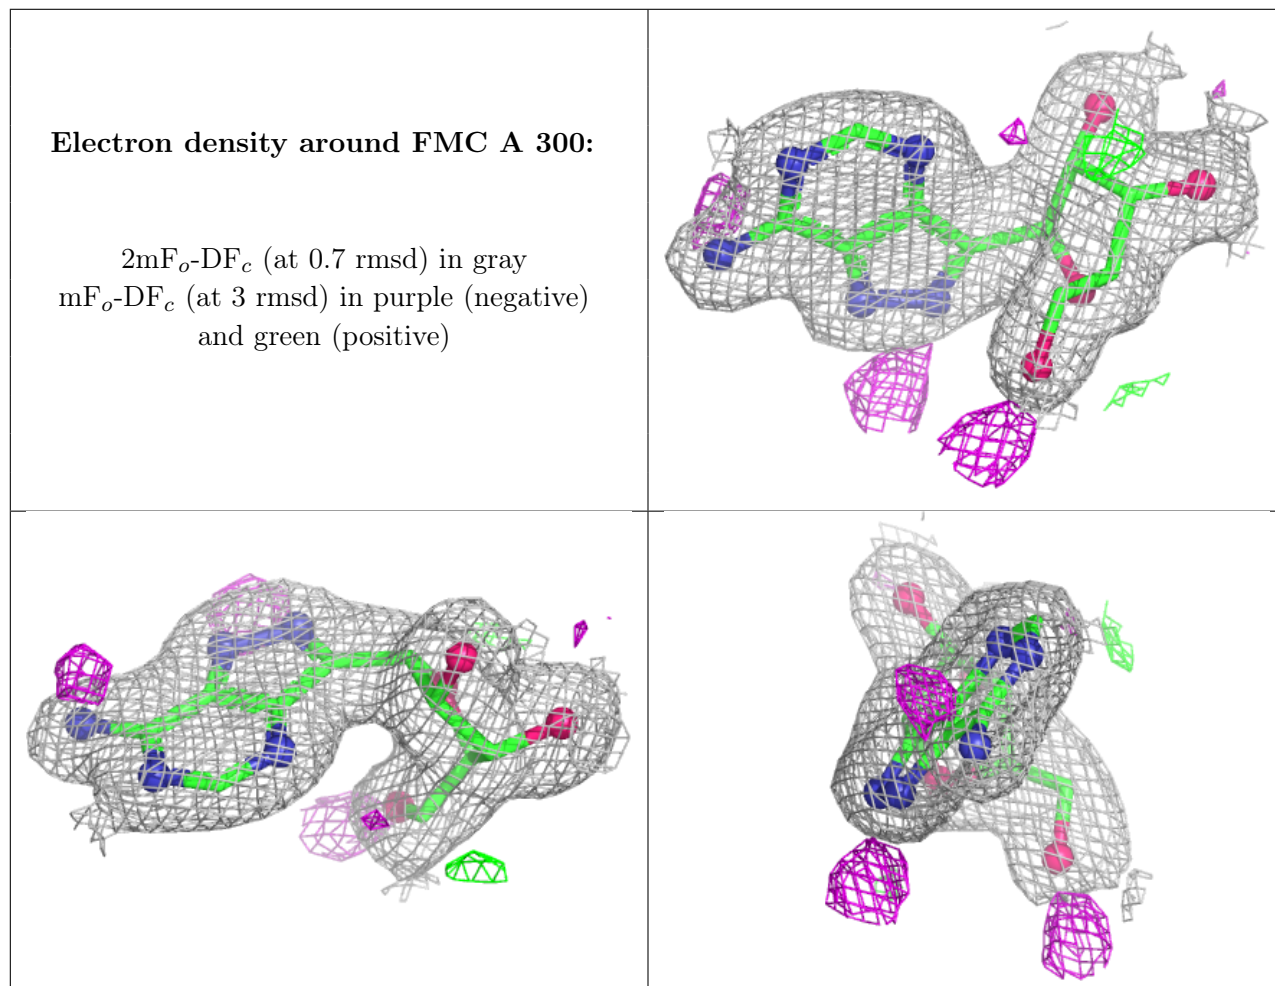 Electron density around FMC A 300:
2mFo-DFc (at 0.7 rmsd) in gray
mFo-DFc (at 3 rmsd) in purple (negative)
and green (positive)